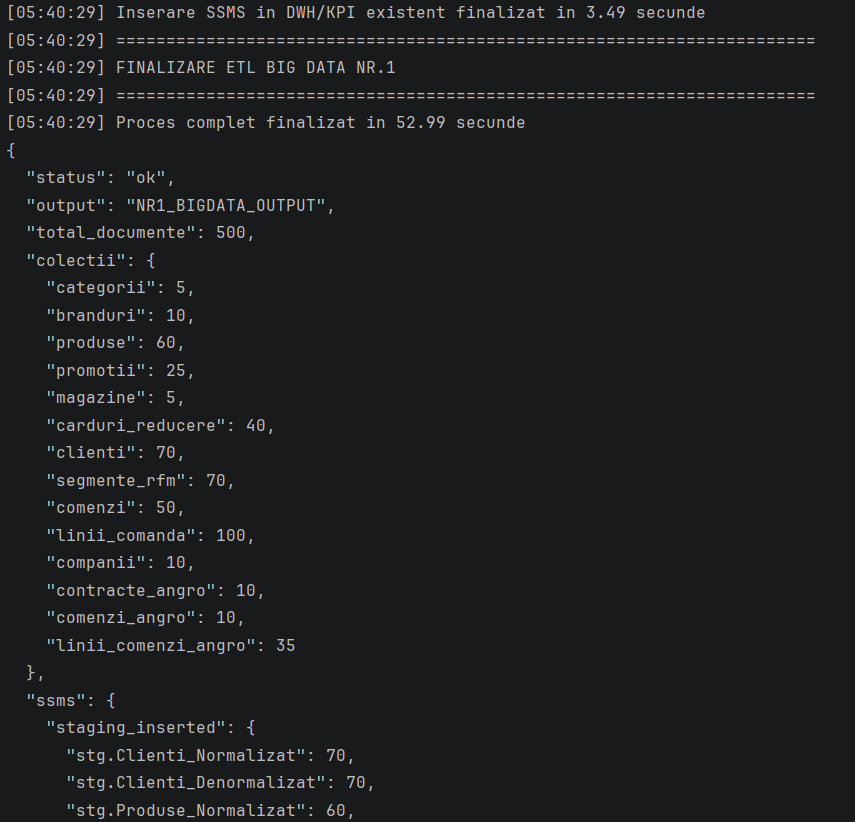 [05:40:29] Inserare SSMS in DWH/KPI existent finalizat in 3.49 secunde
[05:40:29] ======================================================================
[05:40:29] FINALIZARE ETL BIG DATA NR.1
[05:40:29] ======================================================================
[05:40:29] Proces complet finalizat in 52.99 secunde
{
  "status": "ok",
  "output": "NR1_BIGDATA_OUTPUT",
  "total_documente": 500,
  "colectii": {
    "categorii": 5,
    "branduri": 10,
    "produse": 60,
    "promotii": 25,
    "magazine": 5,
    "carduri_reducere": 40,
    "clienti": 70,
    "segmente_rfm": 70,
    "comenzi": 50,
    "linii_comanda": 100,
    "companii": 10,
    "contracte_angro": 10,
    "comenzi_angro": 10,
    "linii_comenzi_angro": 35
  },
  "ssms": {
    "staging_inserted": {
      "stg.Clienti_Normalizat": 70,
      "stg.Clienti_Denormalizat": 70,
      "stg.Produse_Normalizat": 60,